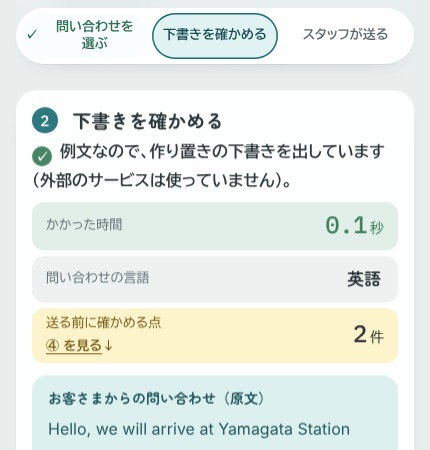 ✓ 問い合わせを
選ぶ
下書きを確かめる
スタッフが送る
2 下書きを確かめる
✓ 例文なので、作り置きの下書きを出しています
(外部のサービスは使っていません)。
かかった時間
0.1秒
問い合わせの言語
英語
送る前に確かめる点
④ を見る↓
2件
お客さまからの問い合わせ（原文）
Hello, we will arrive at Yamagata Station